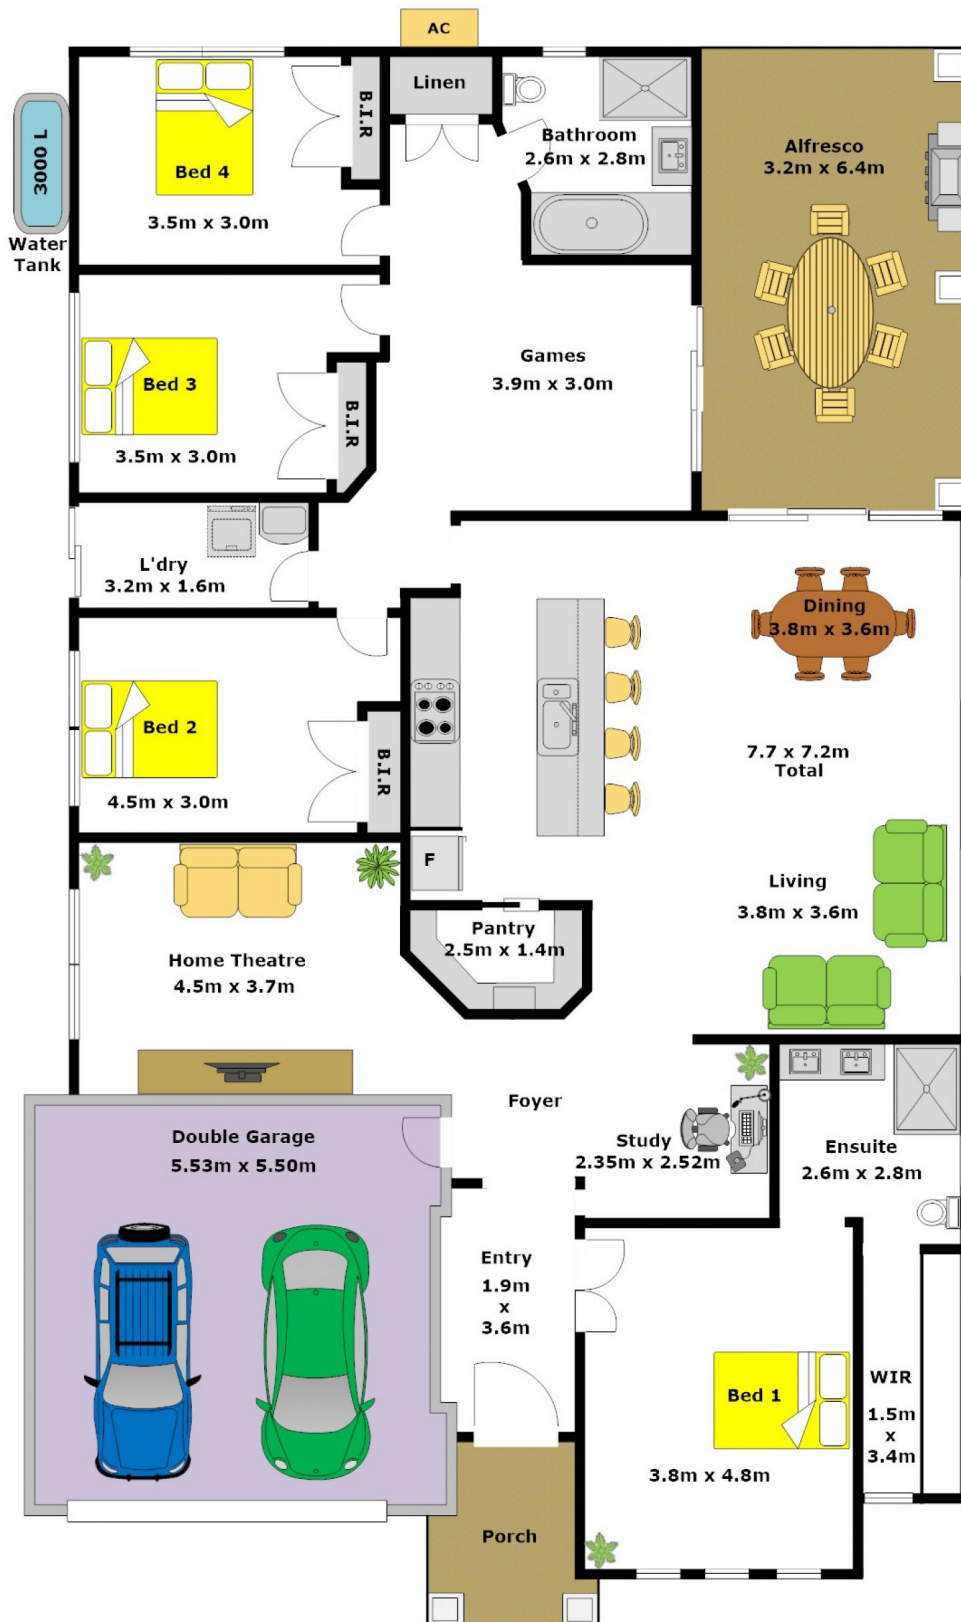 AC
Linen
B.I.R
Bathroom
2.6m x 2.8m
Alfresco
3.2m x 6.4m
3000 L
Water
Tank
Bed 4
3.5m x 3.0m
Games
3.9m x 3.0m
Bed 3
B.I.R
3.5m x 3.0m
L'dry
3.2m x 1.6m
Dining
3.8m x 3.6m
Bed 2
B.I.R
4.5m x 3.0m
7.7 x 7.2m
Total
F
Living
3.8m x 3.6m
Pantry
2.5m x 1.4m
Home Theatre
4.5m x 3.7m
Foyer
Double Garage
5.53m x 5.50m
Study
2.35m x 2.52m
Ensuite
2.6m x 2.8m
Entry
1.9m
x
3.6m
Bed 1
3.8m x 4.8m
WIR
1.5m
x
3.4m
Porch